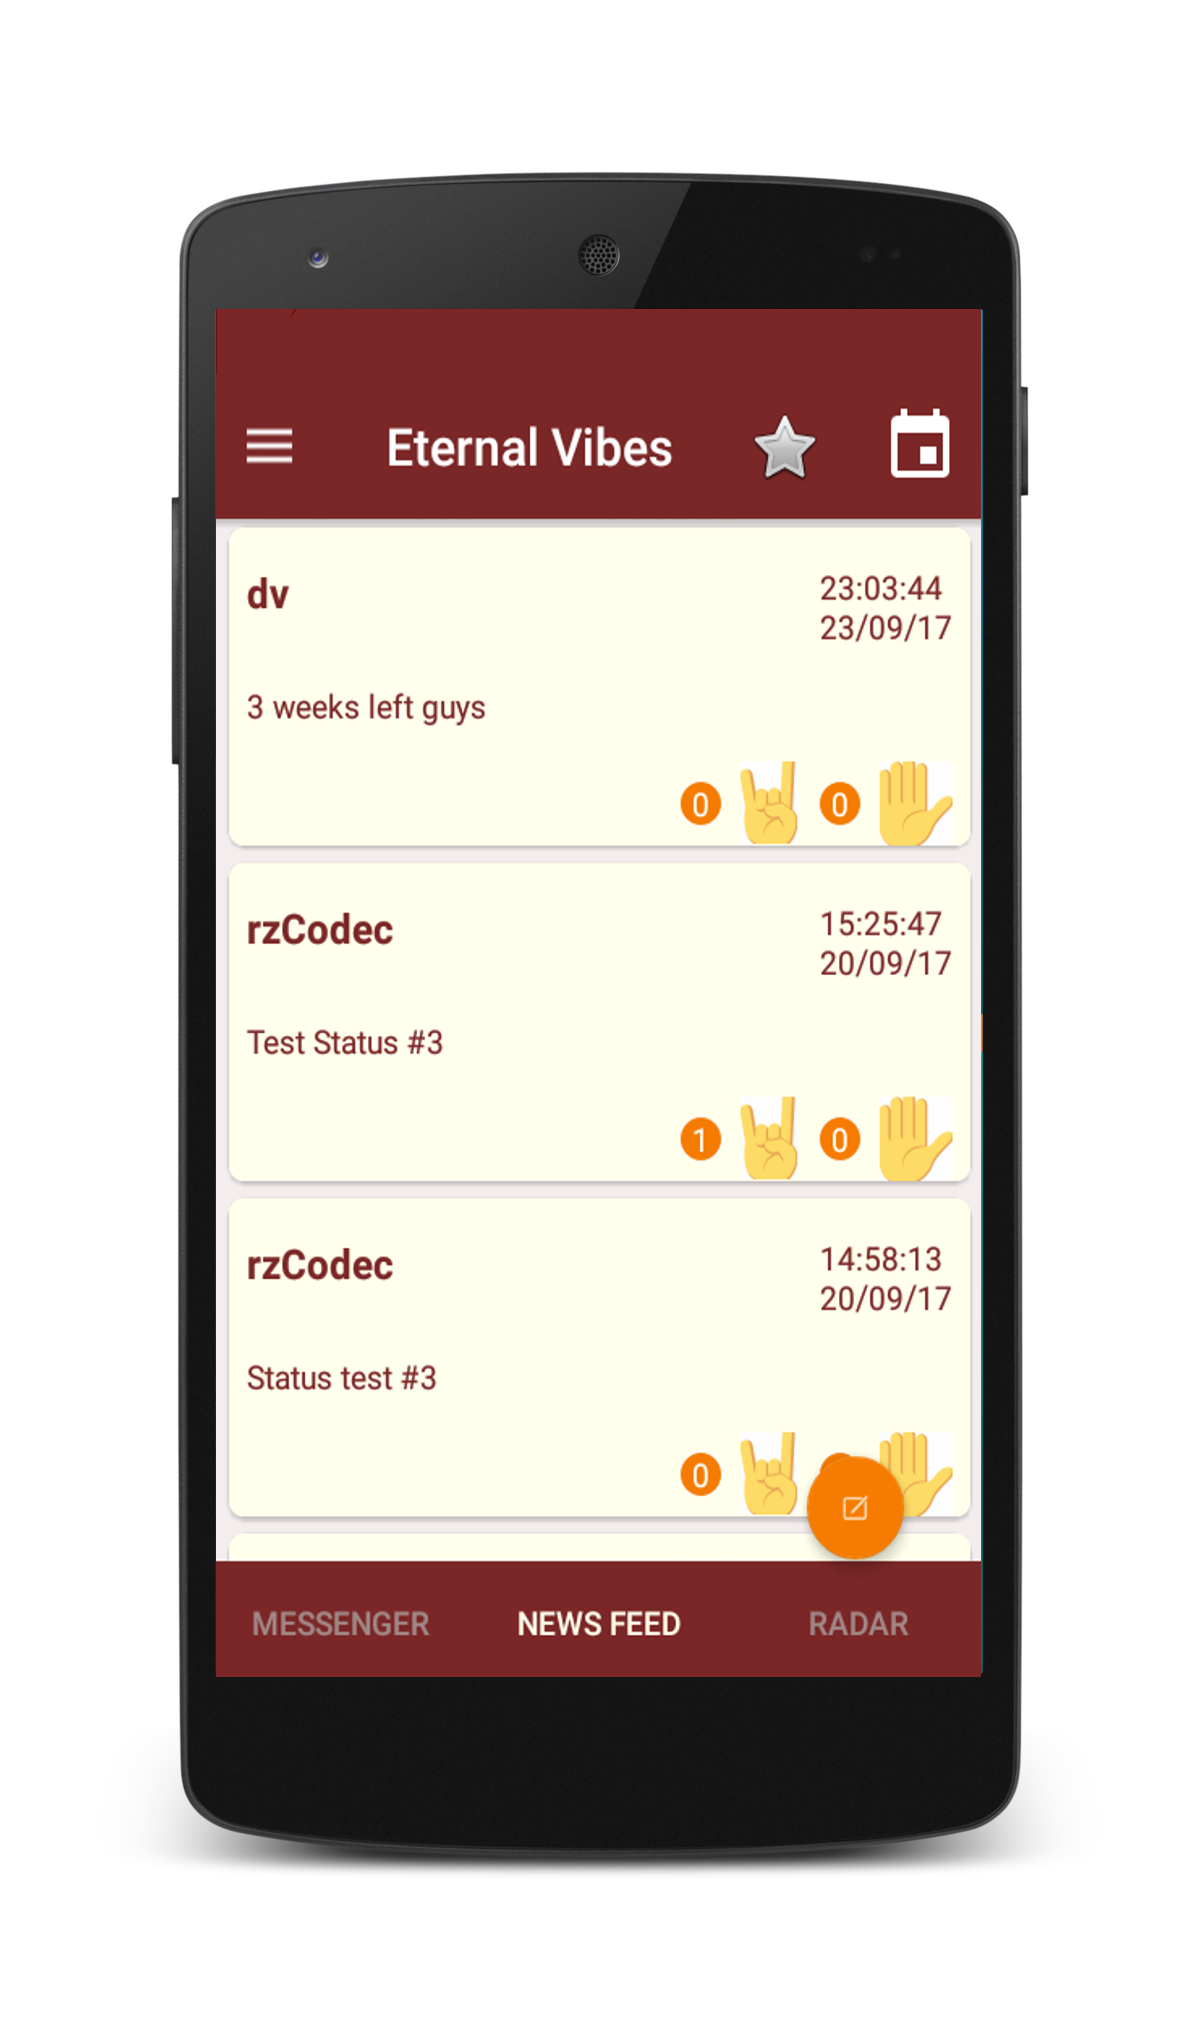 Eternal Vibes
dv
23:03:44
23/09/17
3 weeks left guys
0
0
rzCodec
15:25:47
20/09/17
Test Status #3
1
0
rzCodec
14:58:13
20/09/17
Status test #3
0
MESSENGER
NEWS FEED
RADAR